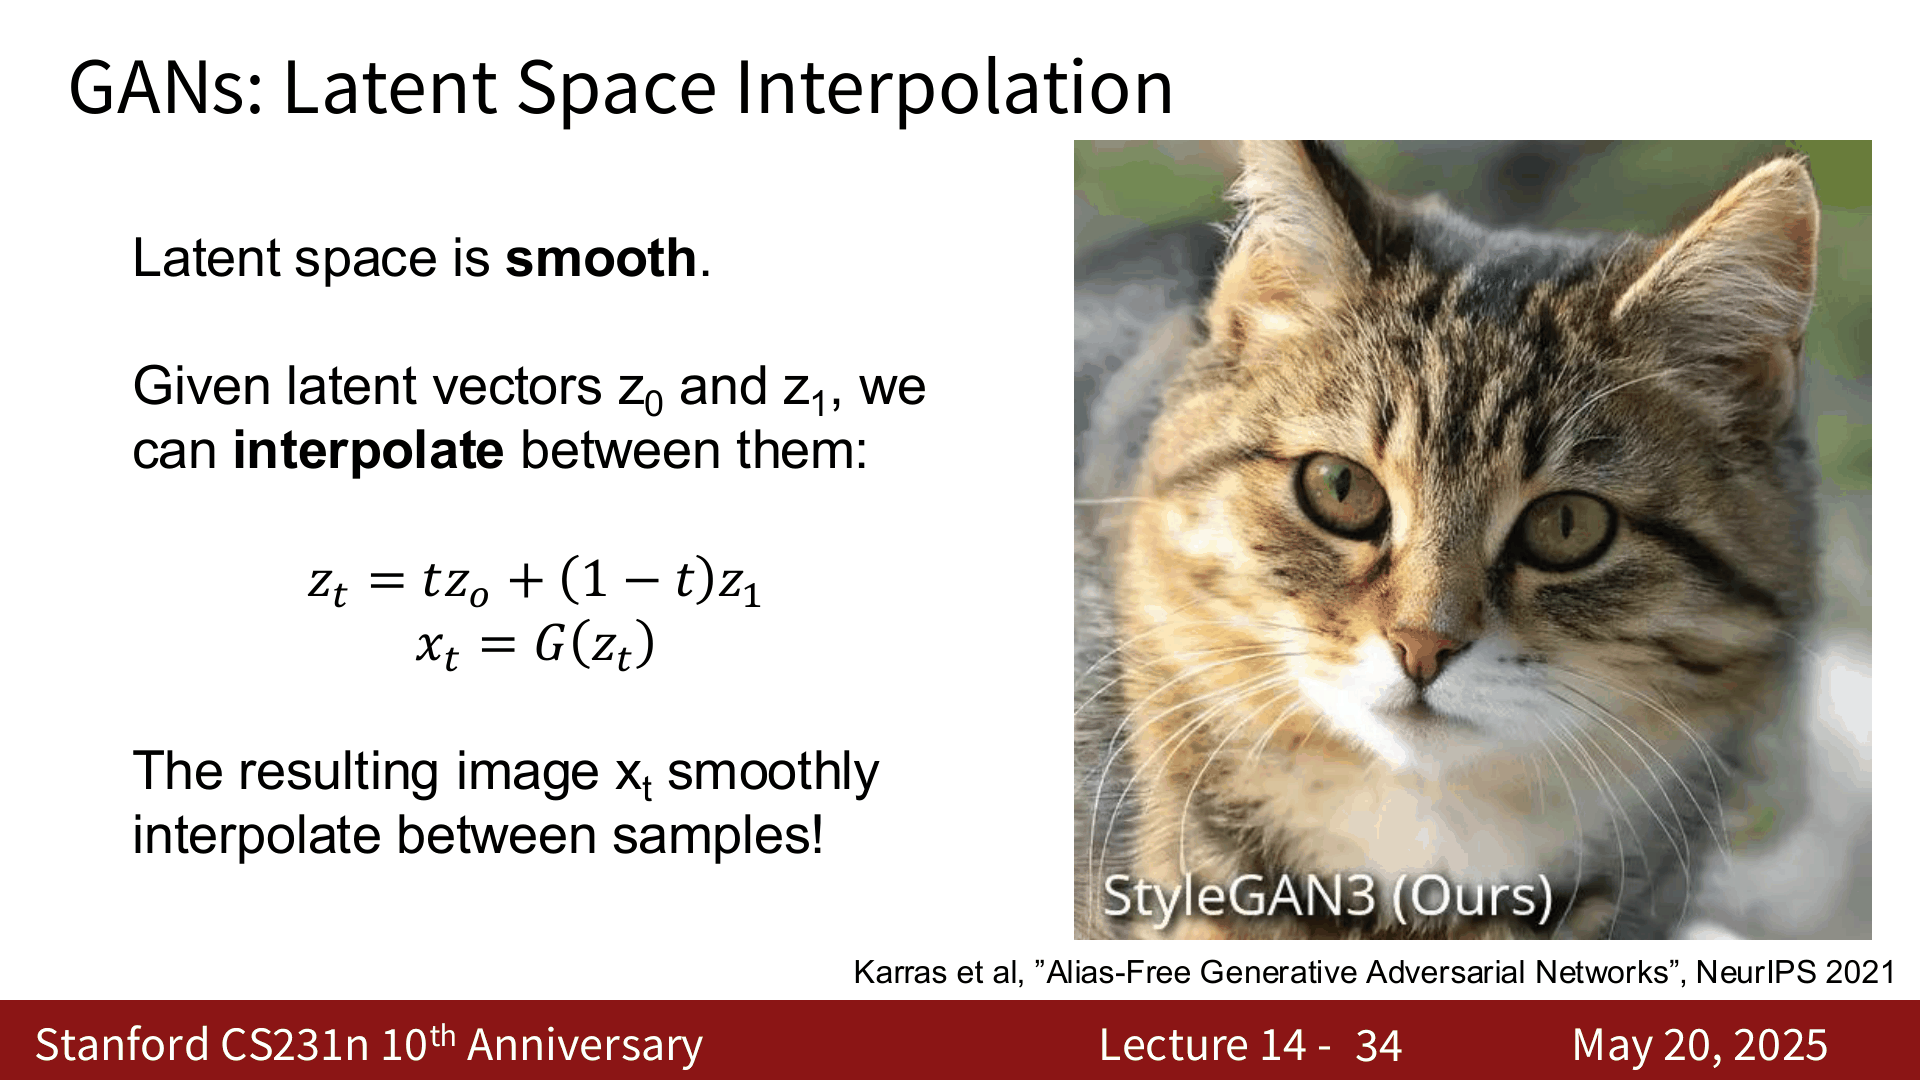 GANs: Latent Space Interpolation
Latent space is smooth.
Given latent vectors z₀ and z₁, we
can interpolate between them:
zₜ = tzₒ + (1 − t)z₁
xₜ = G(zₜ)
The resulting image xₜ smoothly
interpolate between samples!
StyleGAN3 (Ours)
Karras et al, ”Alias-Free Generative Adversarial Networks”, NeurIPS 2021
Stanford CS231n 10th Anniversary
Lecture 14 - 34
May 20, 2025